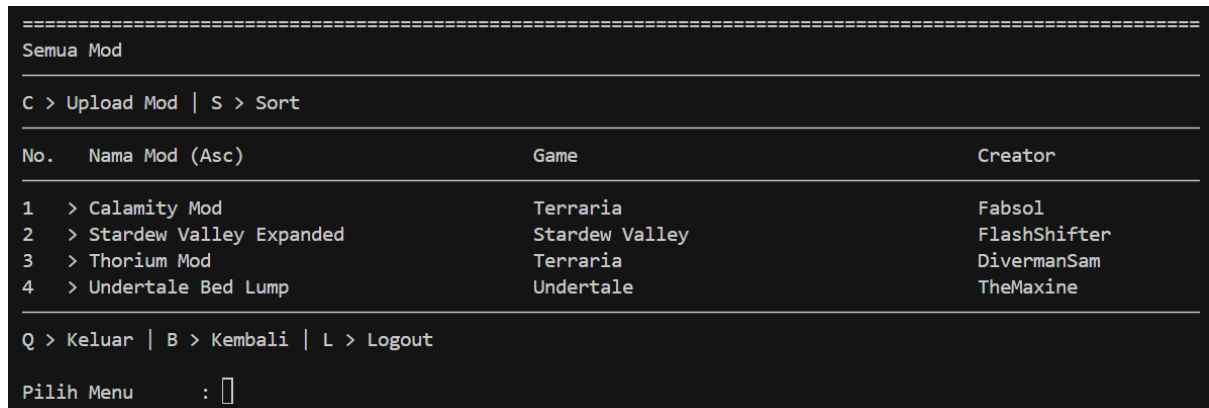 Semua Mod
C > Upload Mod | S > Sort
No. Nama Mod (Asc) Game Creator
1 > Calamity Mod Terraria Fabsol
2 > Stardew Valley Expanded Stardew Valley FlashShifter
3 > Thorium Mod Terraria DivermanSam
4 > Undertale Bed Lump Undertale TheMaxine
Q > Keluar | B > Kembali | L > Logout
Pilih Menu :